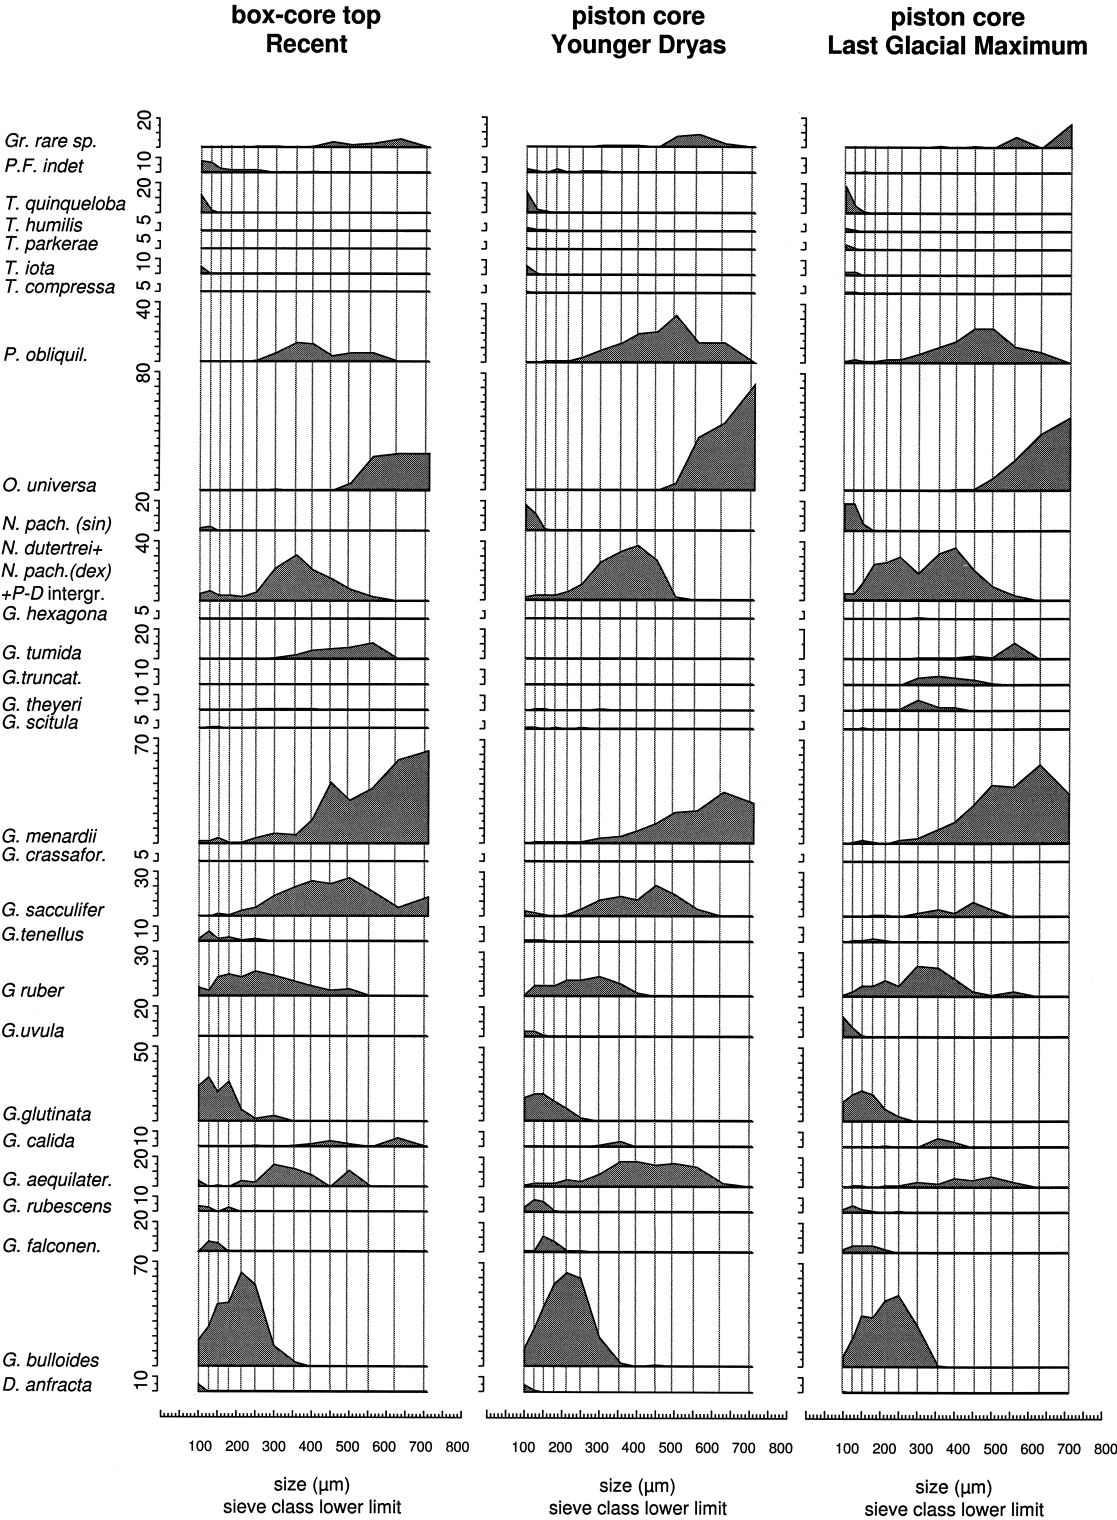 box-core top
Recent
piston core
Younger Dryas
piston core
Last Glacial Maximum
20
Gr. rare sp.
10
P.F. indet
20
T. quinqueloba
5
T. humilis
5
T. parkerae
10
T. iota
5
T. compressa
40
P. obliquil.
80
O. universa
20
N. pach. (sin)
40
N. dutertrei+
N. pach.(dex)
+P-D intergr.
5
G. hexagona
20
G. tumida
10
G.truncat.
10
G. theyeri
5
G. scitula
70
G. menardii
5
G. crassafor.
30
G. sacculifer
10
G.tenellus
30
G ruber
20
G.uvula
50
G.glutinata
10
G. calida
20
G. aequilater.
10
G. rubescens
20
20
G. falconen.
70
G. bulloides
10
D. anfracta
100 200 300 400 500 600 700 800
100 200 300 400 500 600 700 800
100 200 300 400 500 600 700 800
size (µm)
sieve class lower limit
size (µm)
sieve class lower limit
size (µm)
sieve class lower limit